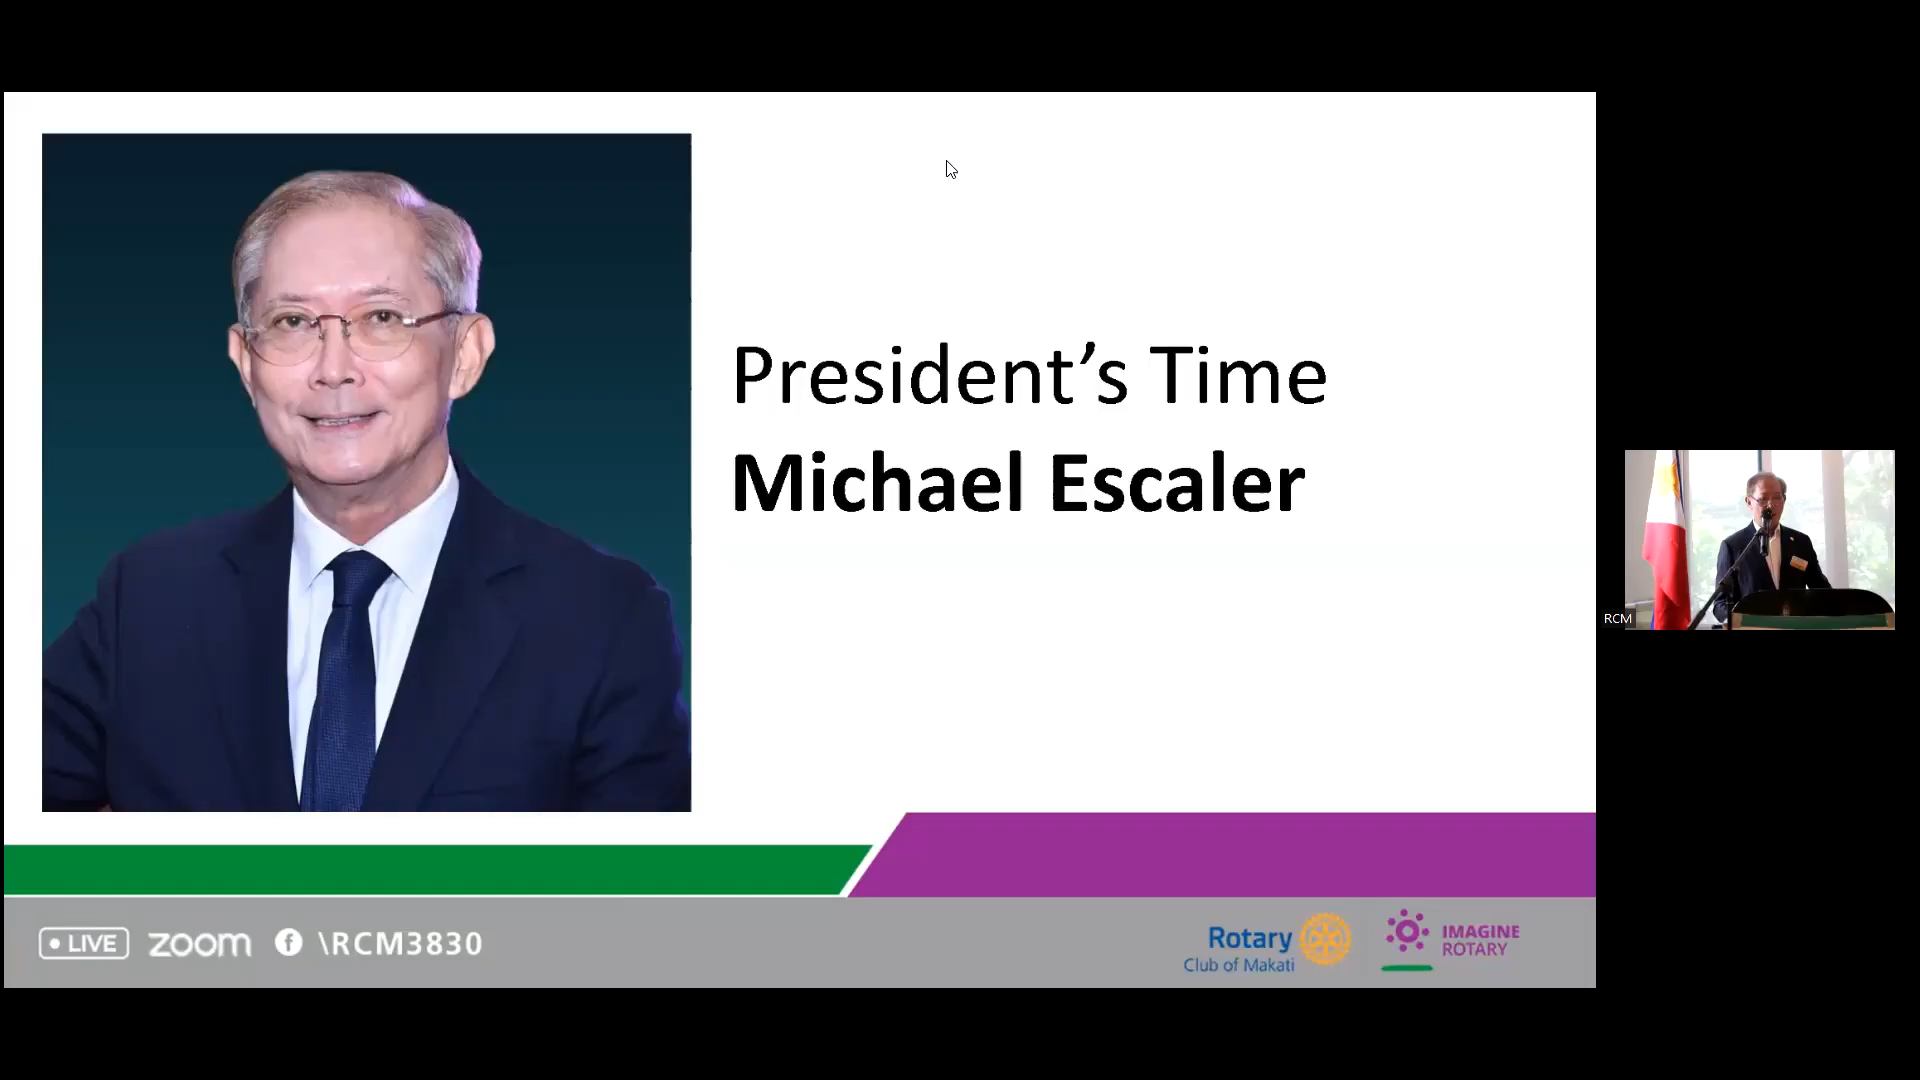 President’s Time
Michael Escaler
RCM
LIVE zoom \RCM3830
Rotary
Club of Makati
IMAGINE
ROTARY